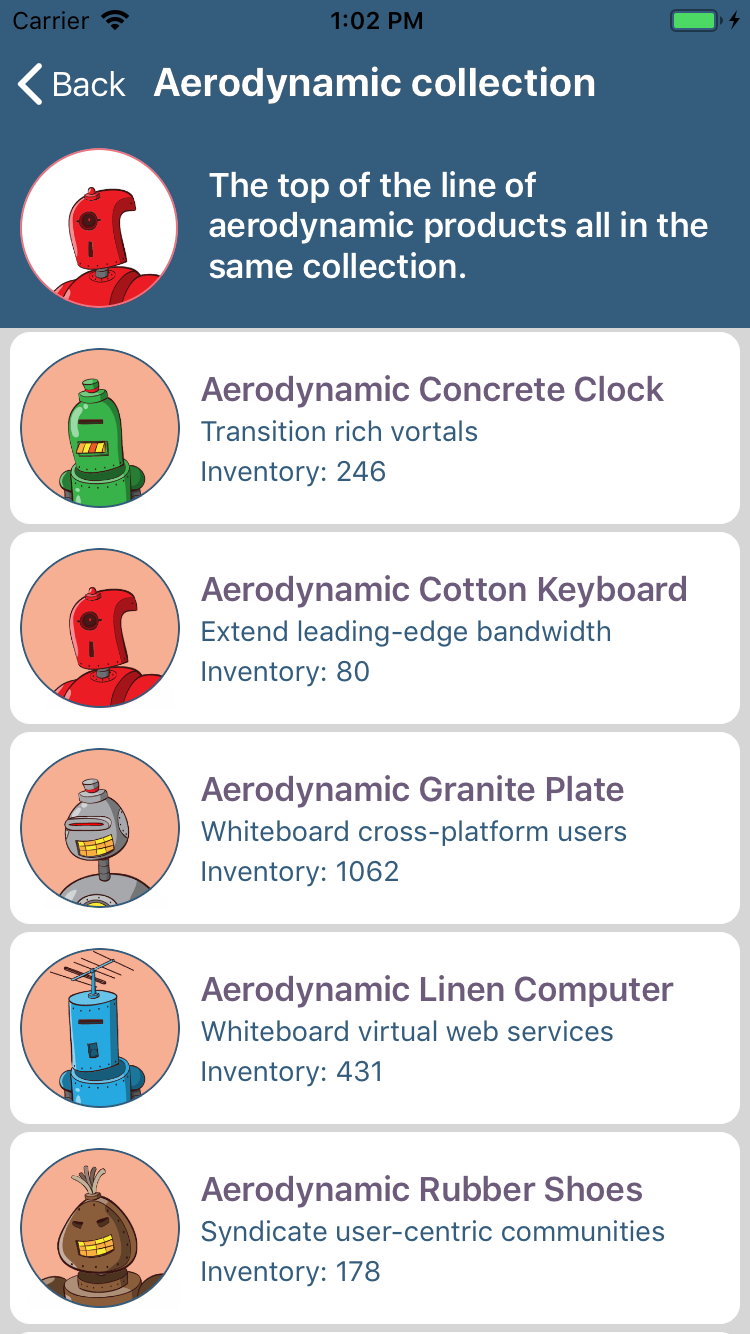 Carrier 1:02 PM
Back Aerodynamic collection
The top of the line of
aerodynamic products all in the
same collection.
Aerodynamic Concrete Clock
Transition rich vortals
Inventory: 246
Aerodynamic Cotton Keyboard
Extend leading-edge bandwidth
Inventory: 80
Aerodynamic Granite Plate
Whiteboard cross-platform users
Inventory: 1062
Aerodynamic Linen Computer
Whiteboard virtual web services
Inventory: 431
Aerodynamic Rubber Shoes
Syndicate user-centric communities
Inventory: 178